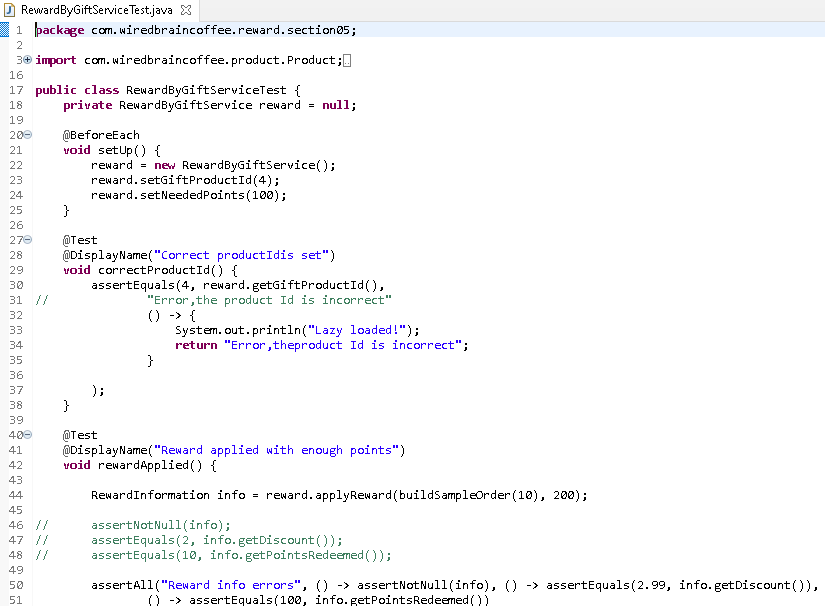 RewardByGiftServiceTest.java
1 package com.wiredbraincoffee.reward.section05;
2
3 import com.wiredbraincoffee.product.Product;
16
17 public class RewardByGiftServiceTest {
18     private RewardByGiftService reward = null;
19
20     @BeforeEach
21     void setUp() {
22         reward = new RewardByGiftService();
23         reward.setGiftProductId(4);
24         reward.setNeededPoints(100);
25     }
26
27     @Test
28     @DisplayName("Correct productIdis set")
29     void correctProductId() {
30         assertEquals(4, reward.getGiftProductId(),
31 //              "Error,the product Id is incorrect"
32                 () -> {
33                     System.out.println("Lazy loaded!");
34                     return "Error,theproduct Id is incorrect";
35                 }
36
37         );
38     }
39
40     @Test
41     @DisplayName("Reward applied with enough points")
42     void rewardApplied() {
43
44         RewardInformation info = reward.applyReward(buildSampleOrder(10), 200);
45
46 //      assertNotNull(info);
47 //      assertEquals(2, info.getDiscount());
48 //      assertEquals(10, info.getPointsRedeemed());
49
50         assertAll("Reward info errors", () -> assertNotNull(info), () -> assertEquals(2.99, info.getDiscount()),
51                 () -> assertEquals(100, info.getPointsRedeemed())